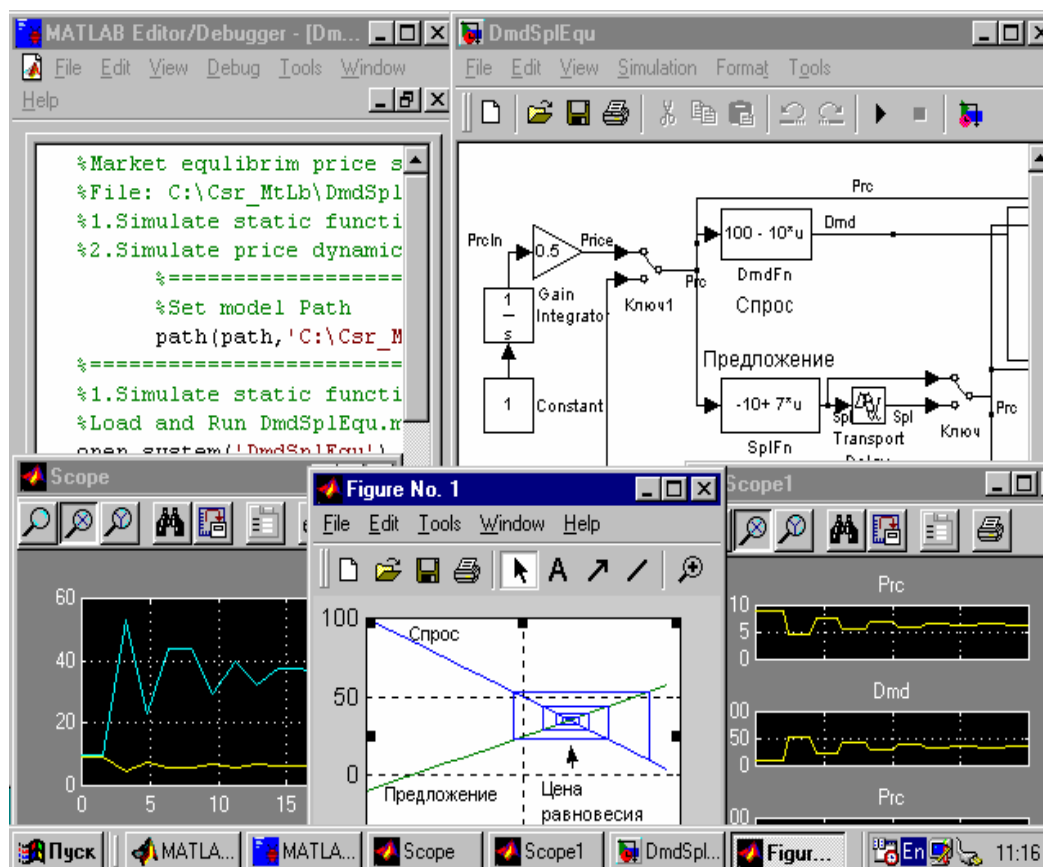 MATLAB Editor/Debugger - [Dm...
File Edit View Debug Tools Window
Help
%Market equlibrim price s
%File: C:\Csr_MtLb\DmdSpl
%1.Simulate static functi
%2.Simulate price dynamic
%=====================
%Set model Path
path(path,'C:\Csr_M
%==========================
%1.Simulate static functi
%Load and Run DmdSplEqu.m
open_system('DmdSplEqu')
DmdSplEqu
File Edit View Simulation Format Tools
Prc
PrcIn
0.5
Price
Gain
1
s
Integrator
1
Constant
Ключ1
Prc
100 - 10*u
Dmd
DmdFn
Спрос
Предложение
-10+ 7*u
SplFn
Spl
Spl
Transport
Delay
Ключ
Prc
Scope
60
40
20
0
0 5 10 15
Figure No. 1
File Edit Tools Window Help
100
50
0
Спрос
Предложение
Цена
равновесия
Scope1
Prc
10
5
0
Dmd
00
50
0
Prc
00
Пуск
MATLA...
MATLA...
Scope
Scope1
DmdSpl...
Figur...
En
11:16